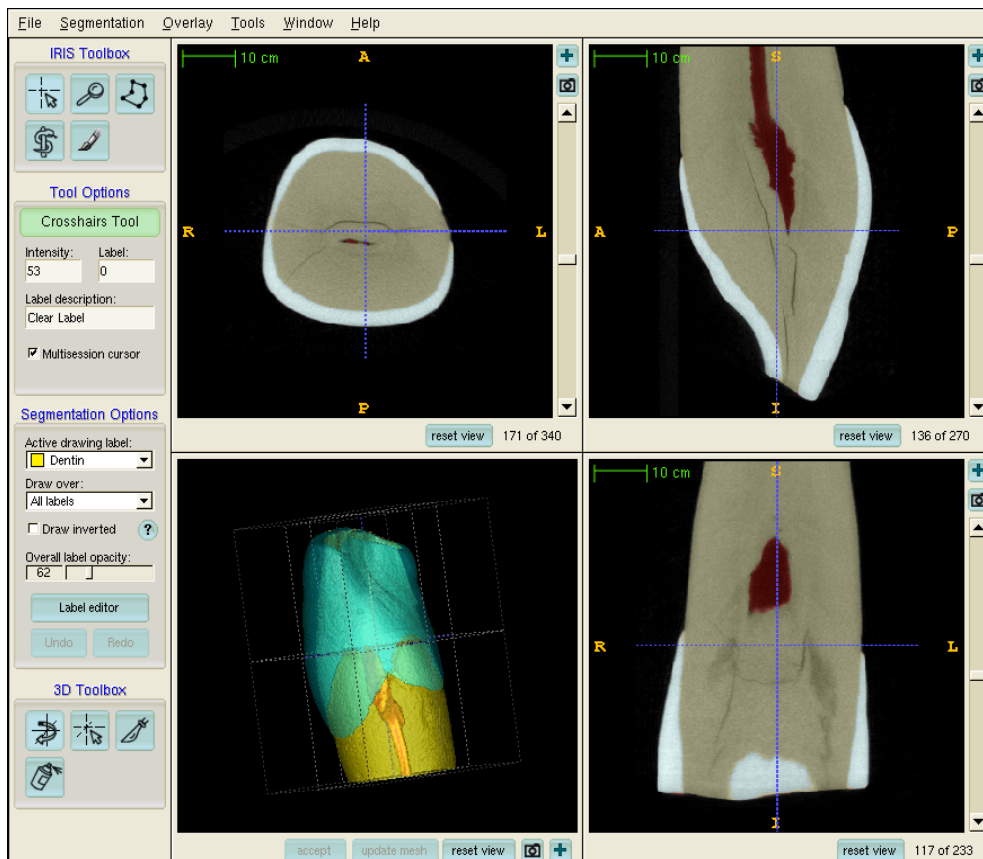 File Segmentation Overlay Tools Window Help
IRIS Toolbox
Tool Options
Crosshairs Tool
Intensity: Label:
53 0
Label description:
Clear Label
Multisession cursor
Segmentation Options
Active drawing label:
Dentin
Draw over:
All labels
Draw inverted ?
Overall label opacity:
62
Label editor
Undo Redo
3D Toolbox
10 cm
A
R
L
P
reset view 171 of 340
10 cm
S
A
P
I
reset view 136 of 270
accept update mesh reset view
10 cm
S
R
L
I
reset view 117 of 233